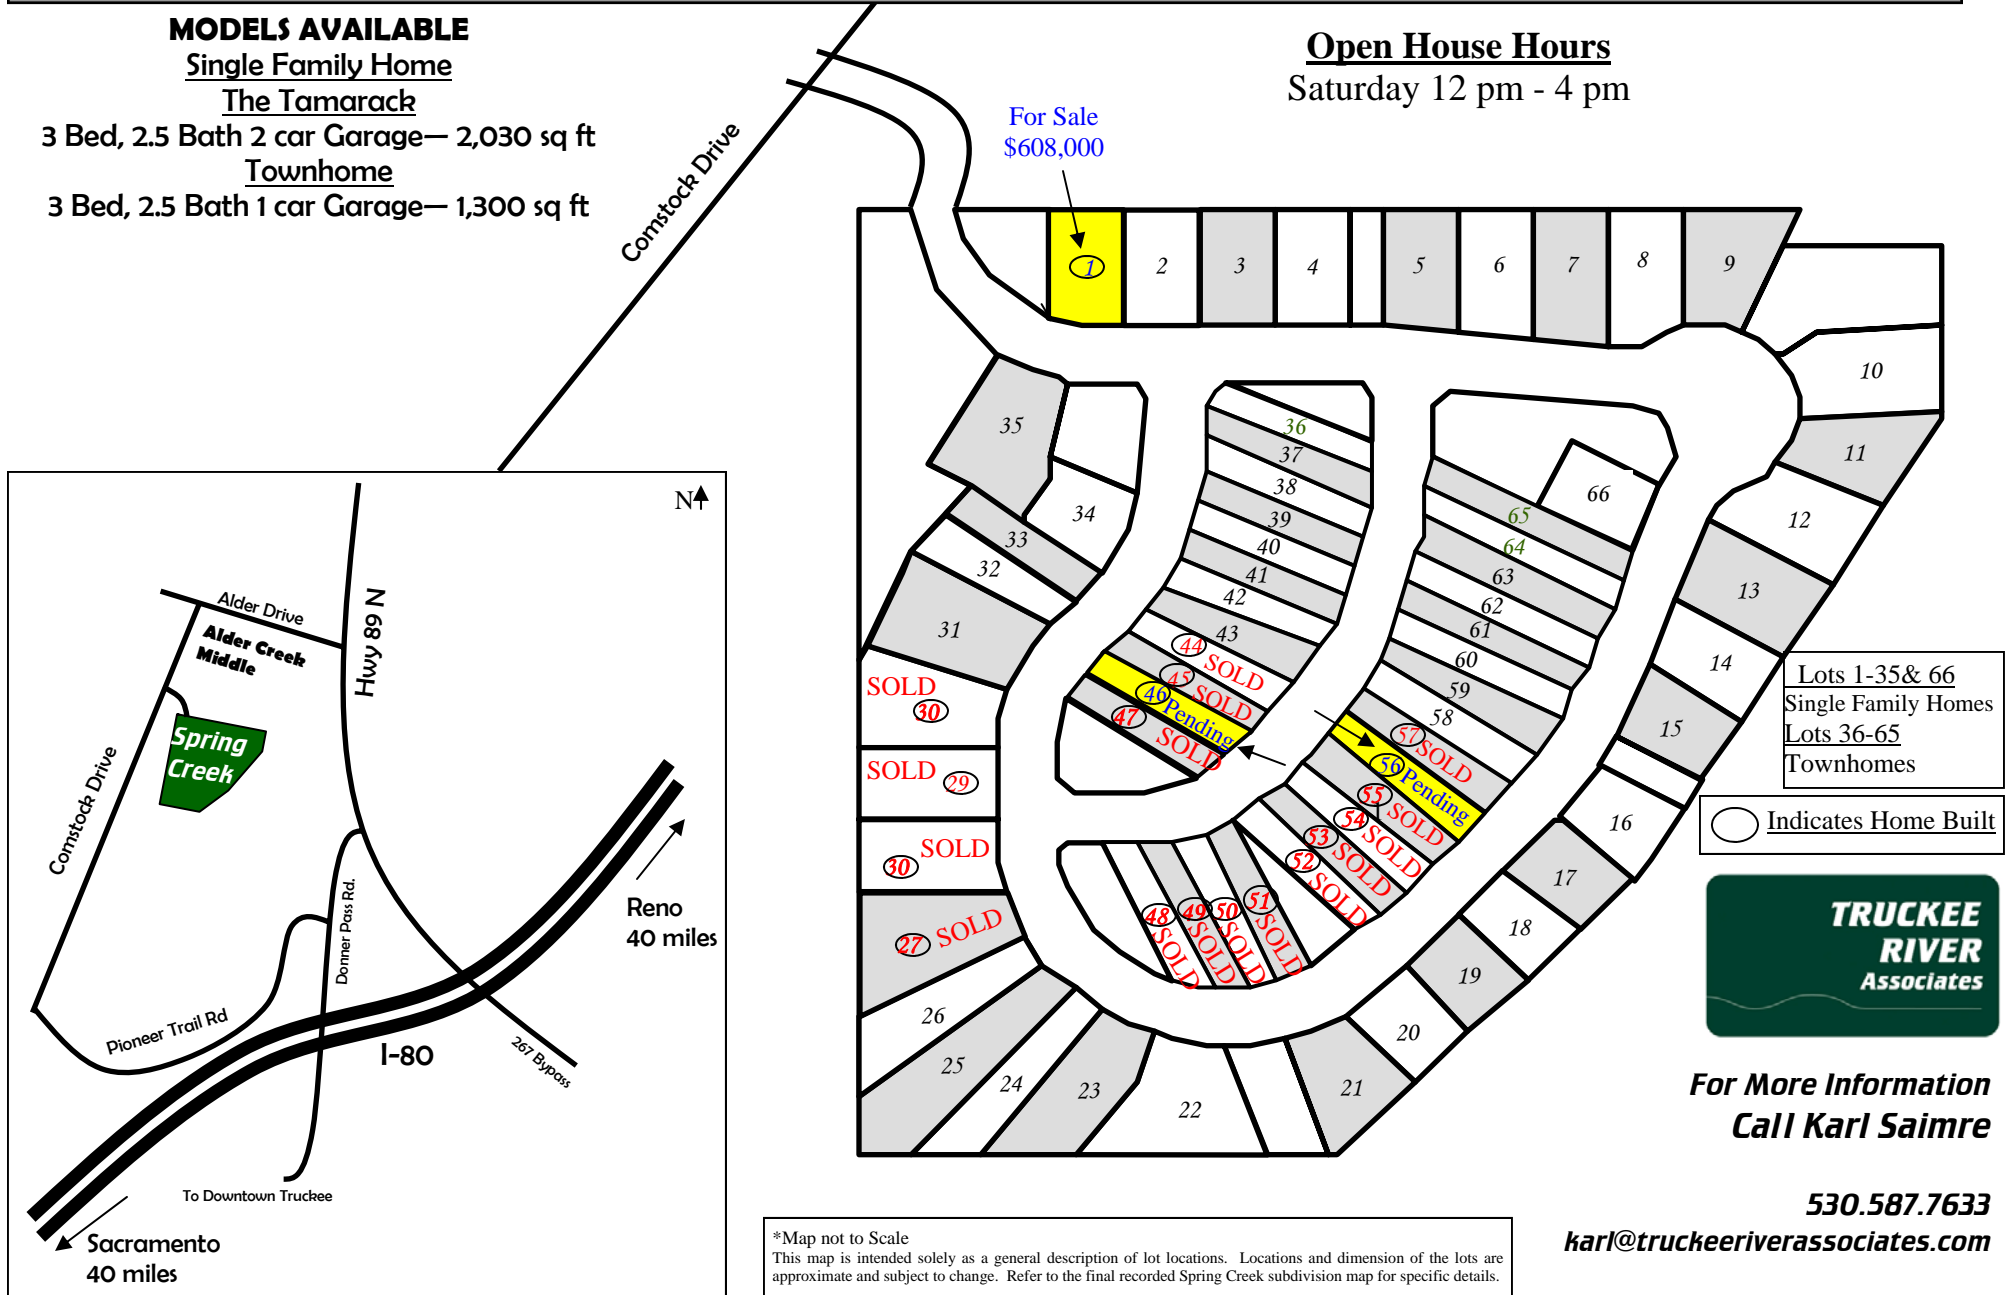 MODELS AVAILABLE
Single Family Home
The Tamarack
3 Bed, 2.5 Bath 2 car Garage— 2,030 sq ft
Townhome
3 Bed, 2.5 Bath 1 car Garage— 1,300 sq ft
Open House Hours
Saturday 12 pm - 4 pm
For Sale
$608,000
Comstock Drive
1
2
3
4
5
6
7
8
9
10
11
12
13
14
15
16
17
18
19
20
21
22
23
24
25
26
27 SOLD
30 SOLD
SOLD 29
SOLD
30
31
32
33
34
35
36
37
38
39
40
41
42
43
44 SOLD
45 SOLD
46 Pending
47 SOLD
48 SOLD
49 SOLD
50 SOLD
51 SOLD
52 SOLD
53 SOLD
54 SOLD
55 SOLD
56 Pending
57 SOLD
58
59
60
61
62
63
64
65
66
Lots 1-35& 66
Single Family Homes
Lots 36-65
Townhomes
Indicates Home Built
TRUCKEE
RIVER
Associates
For More Information
Call Karl Saimre
530.587.7633
karl@truckeeriverassociates.com
N
Alder Drive
Alder Creek
Middle
Hwy 89 N
Spring
Creek
Comstock Drive
Donner Pass Rd.
Reno
40 miles
Pioneer Trail Rd
I-80
267 Bypass
To Downtown Truckee
Sacramento
40 miles
*Map not to Scale
This map is intended solely as a general description of lot locations. Locations and dimension of the lots are
approximate and subject to change. Refer to the final recorded Spring Creek subdivision map for specific details.